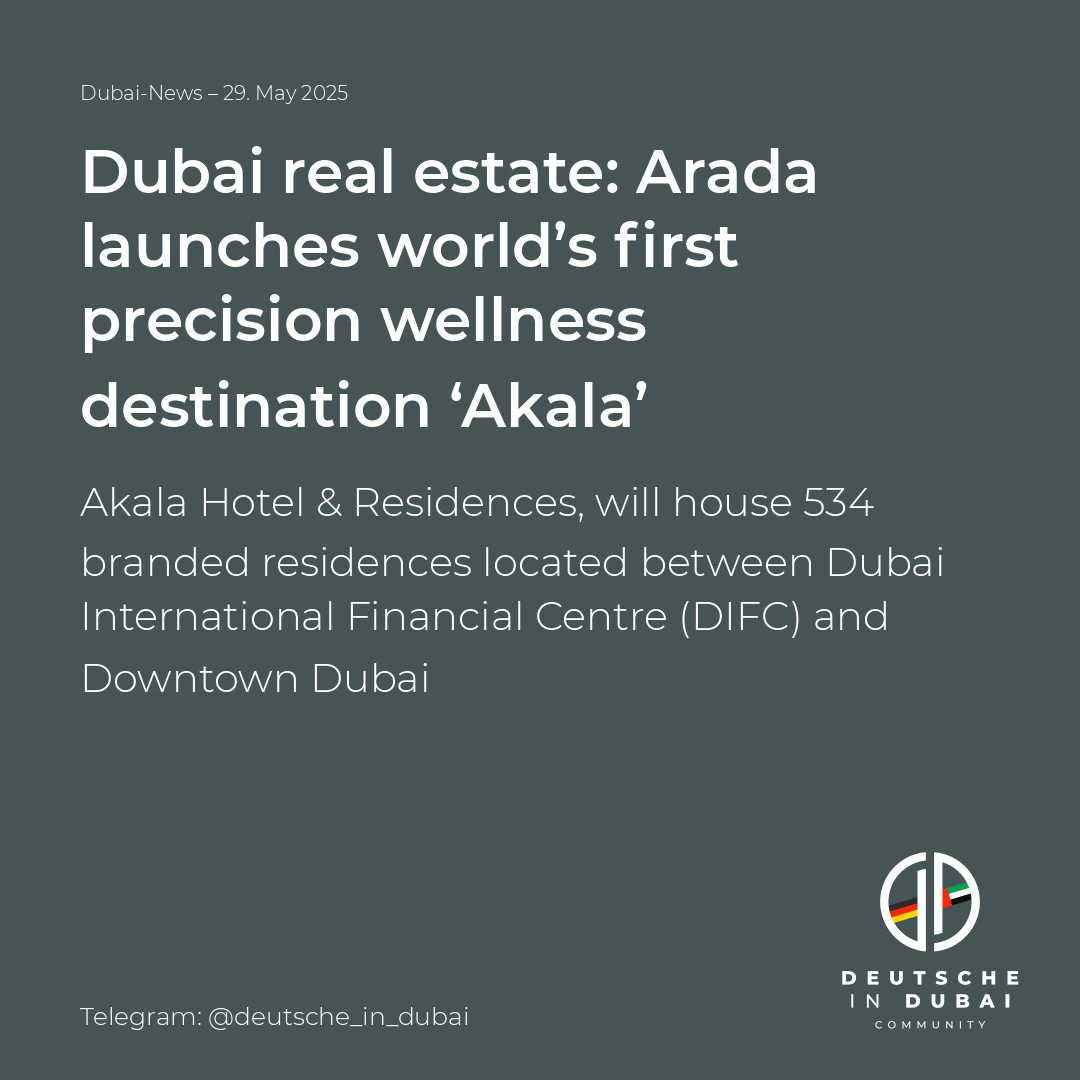 Dubai-News – 29. May 2025
Dubai real estate: Arada
launches world’s first
precision wellness
destination ‘Akala’
Akala Hotel & Residences, will house 534
branded residences located between Dubai
International Financial Centre (DIFC) and
Downtown Dubai
DEUTSCHE
IN DUBAI
COMMUNITY
Telegram: @deutsche_in_dubai